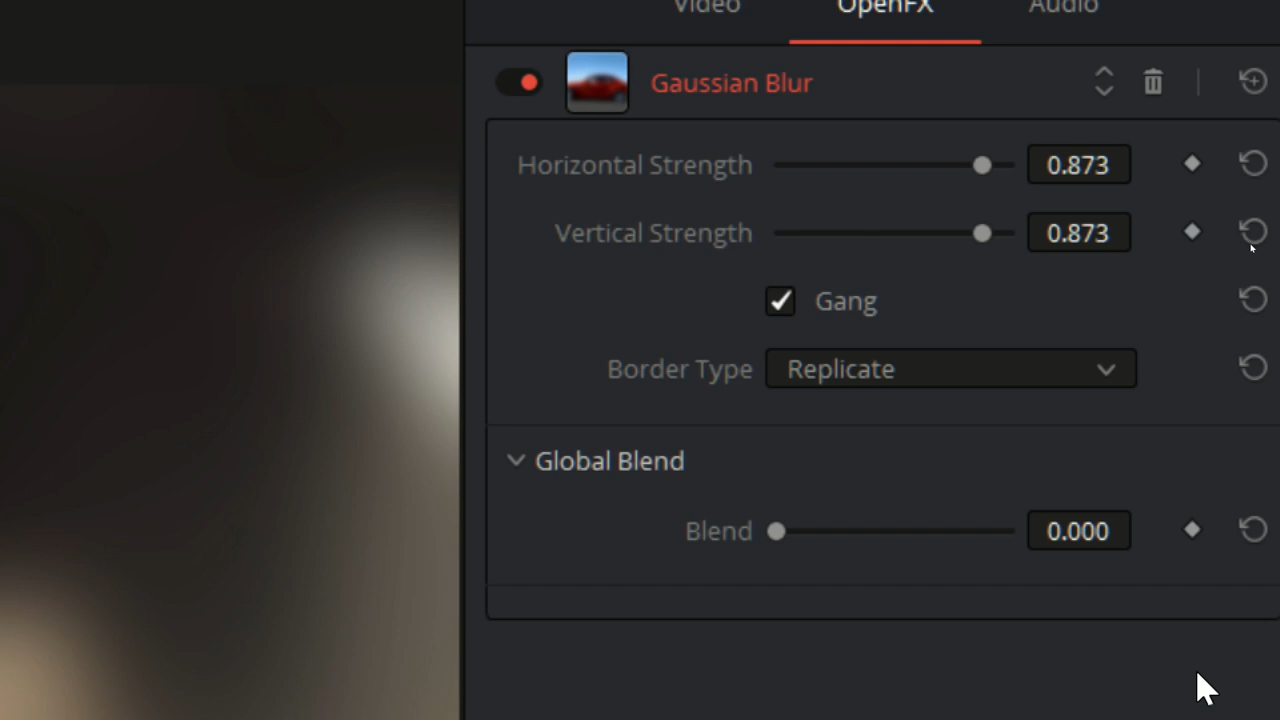 Video OpenFX Audio
Gaussian Blur
Horizontal Strength 0.873
Vertical Strength 0.873
Gang
Border Type Replicate
Global Blend
Blend 0.000